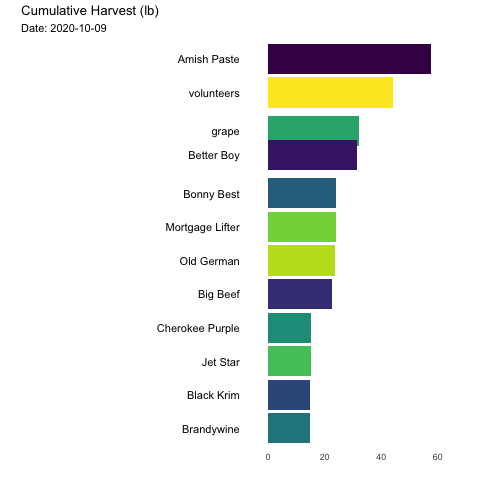 Cumulative Harvest (lb)
Date: 2020-10-09
Amish Paste
volunteers
grape
Better Boy
Bonny Best
Mortgage Lifter
Old German
Big Beef
Cherokee Purple
Jet Star
Black Krim
Brandywine
0 20 40 60